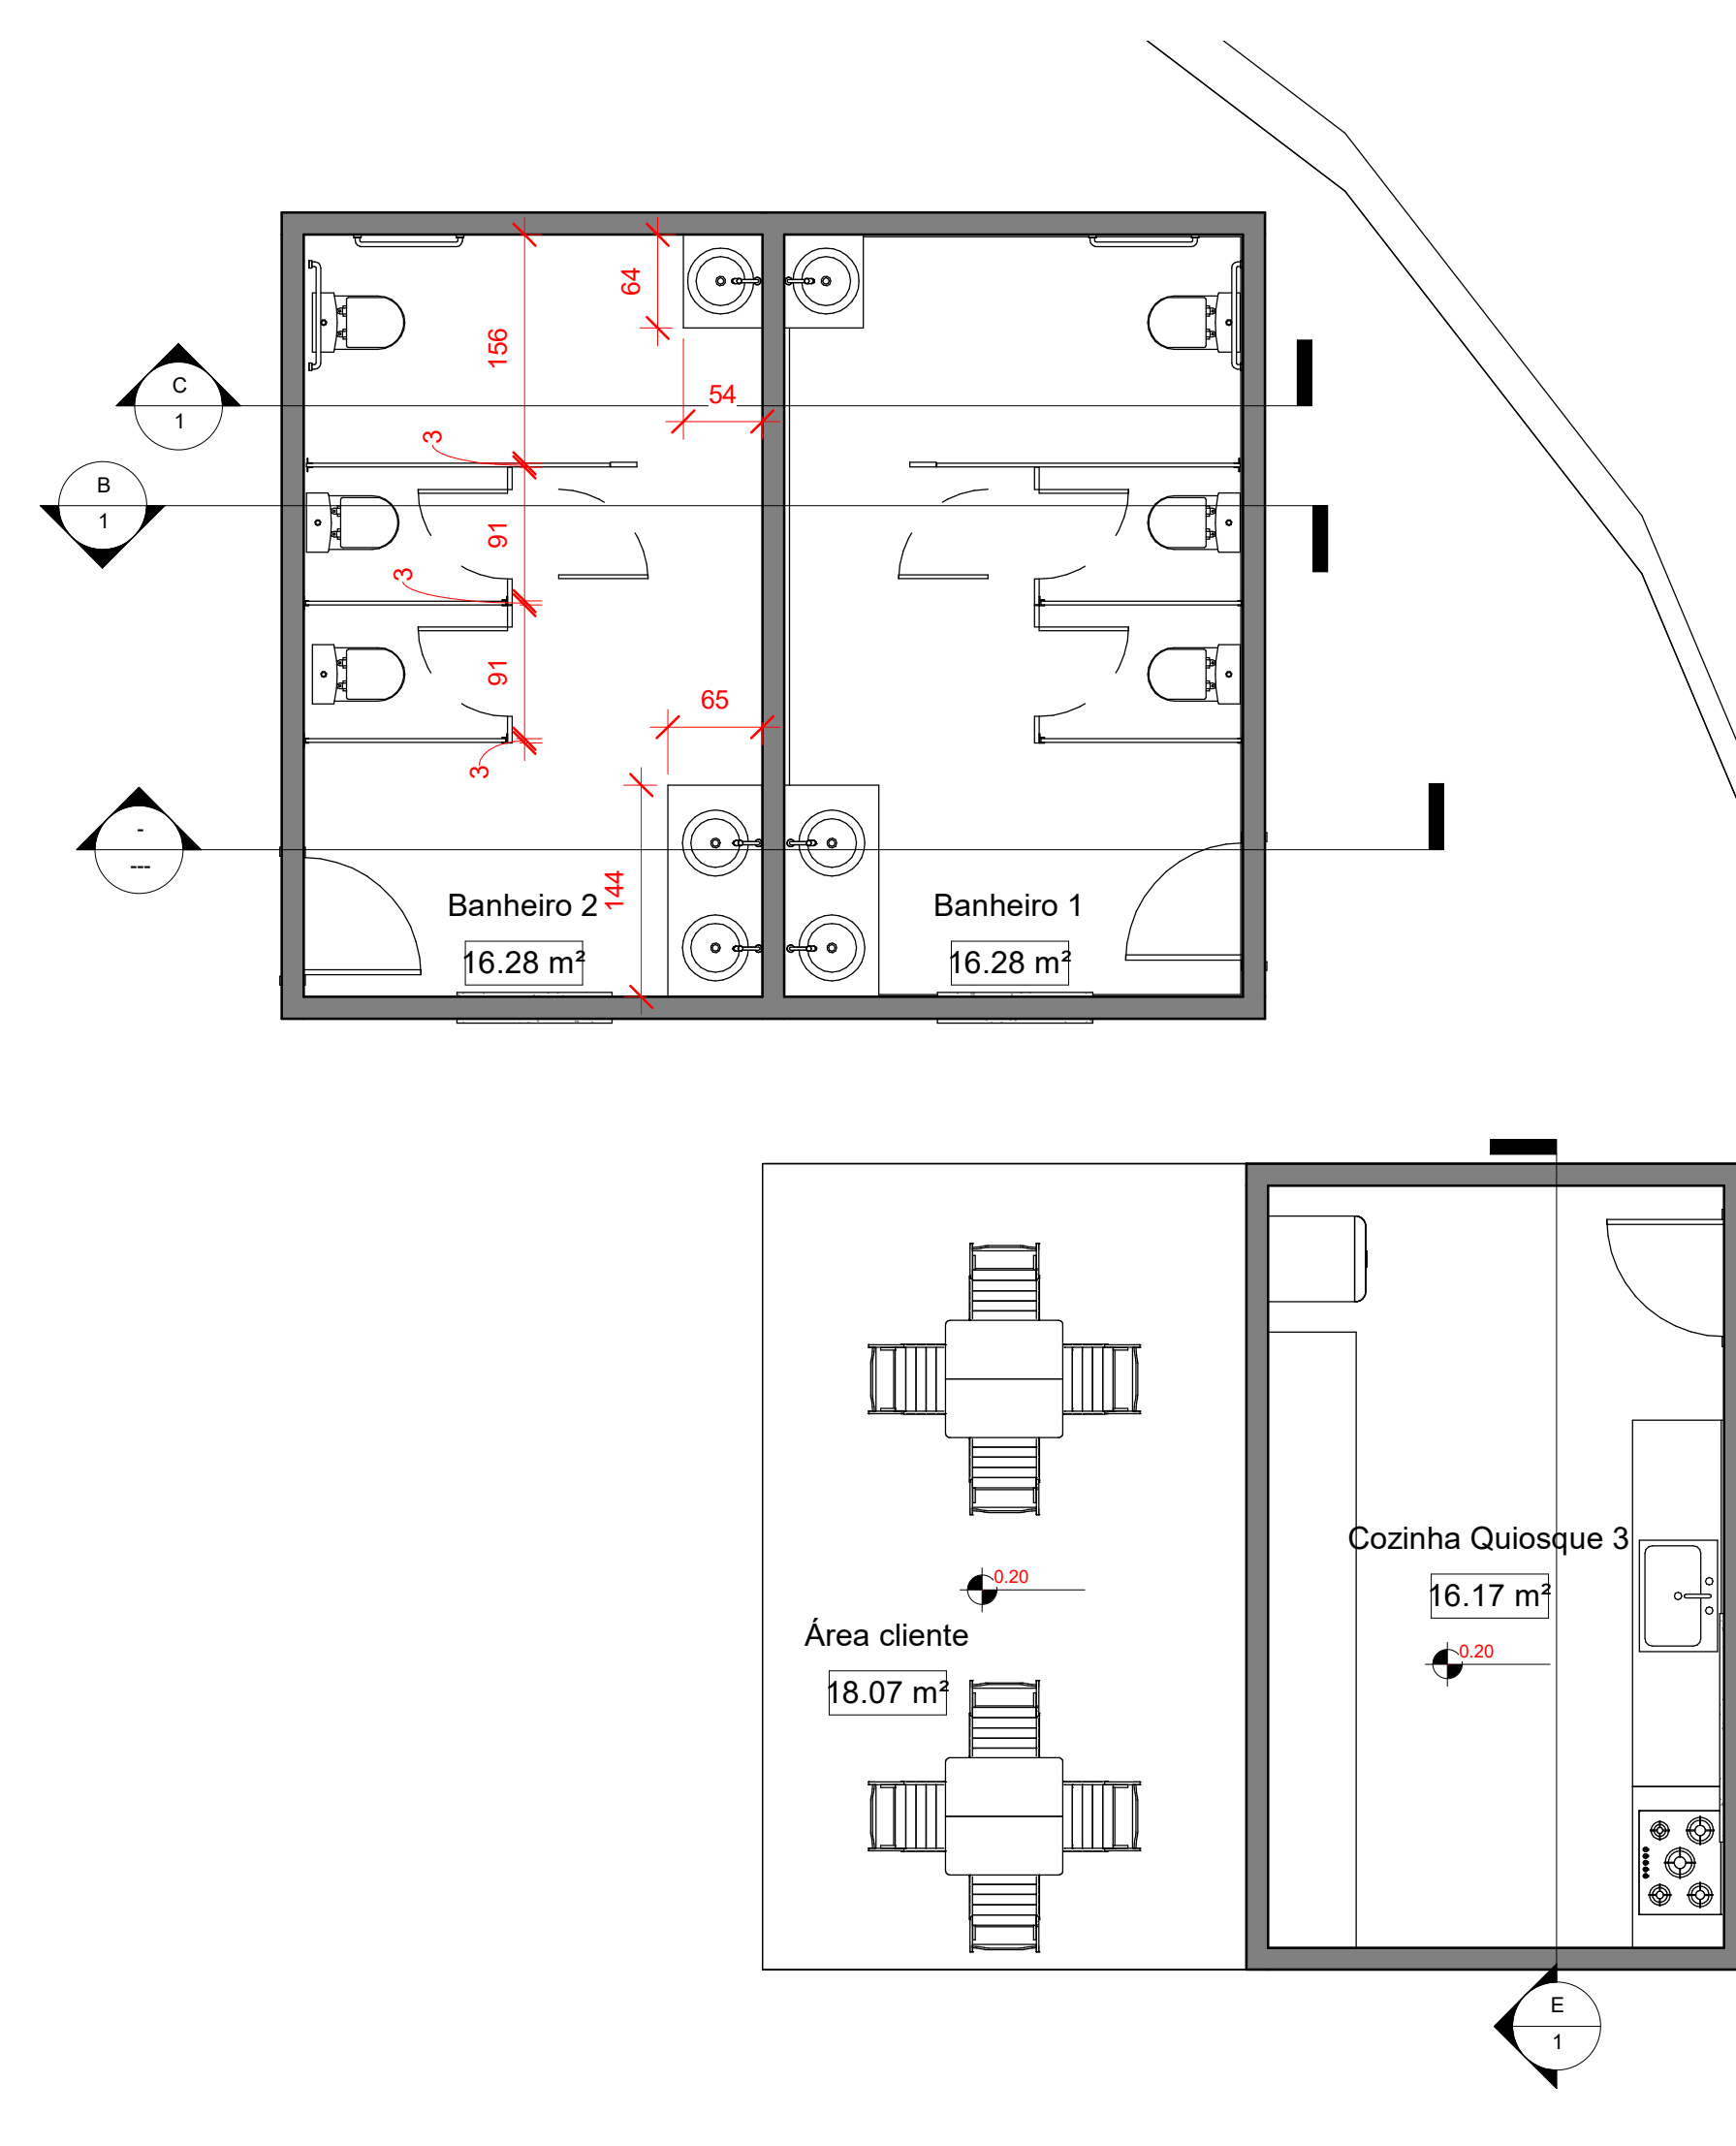 64
156
C
1
54
3
B
1
91
3
91
65
3
-
---
144
Banheiro 2
16.28 m²
Banheiro 1
16.28 m²
Cozinha Quiosque 3
16.17 m²
0.20
0.20
Área cliente
18.07 m²
E
1